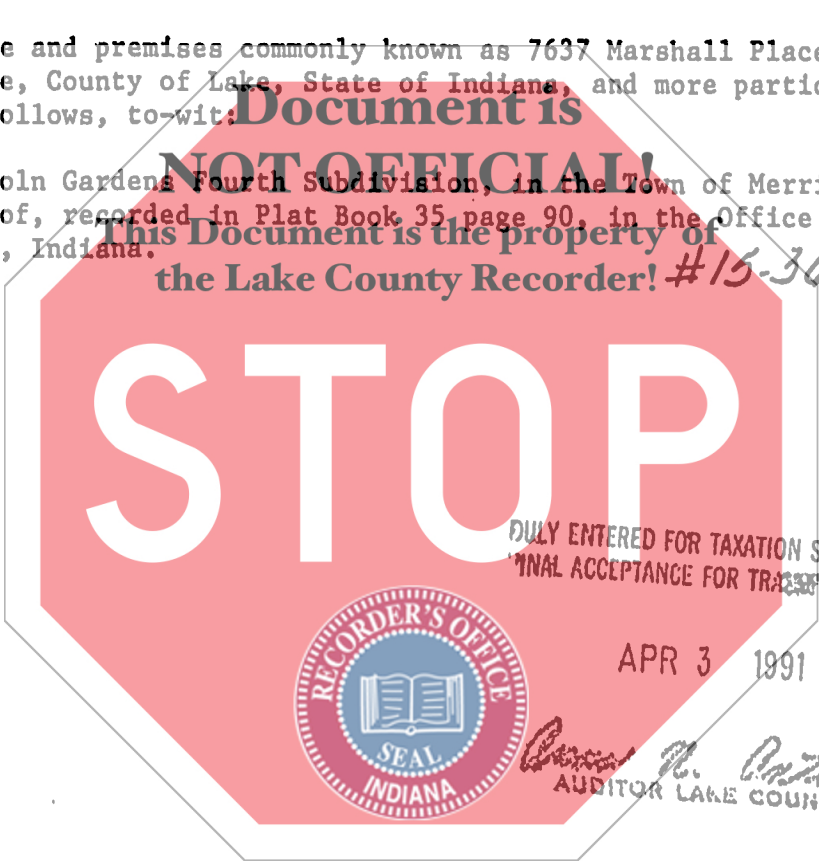 e and premises commonly known as 7637 Marshall Place
e, County of Lake, State of Indiana, and more partic
ollows, to-wit:
Document is
NOT OFFICIAL!
oln Gardens Fourth Subdivision, in the Town of Merri
of, recorded in Plat Book 35 page 90, in the Office
This Document is the property of
, Indiana.
the Lake County Recorder!
#15-30
STOP
DULY ENTERED FOR TAXATION S
INAL ACCEPTANCE FOR
APR 3 1991
RECORDER'S OFFICE
SEAL
INDIANA
AUDITOR LAKE COUN